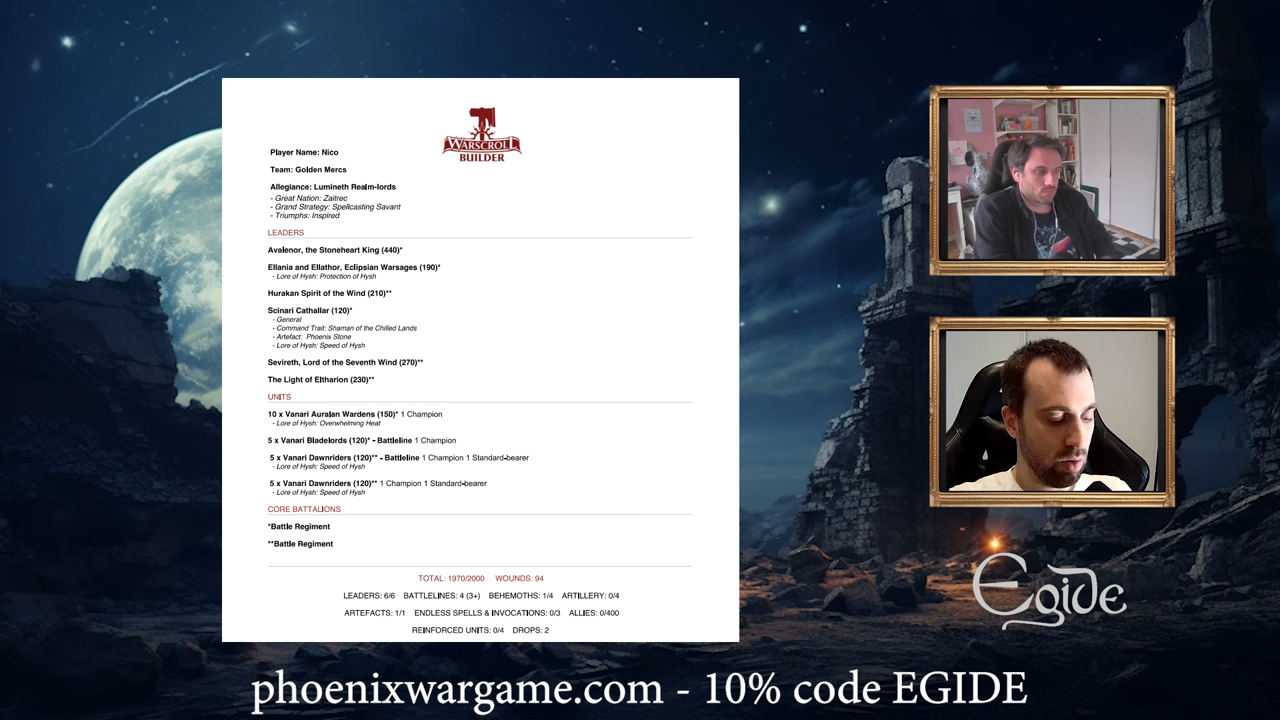 WARSCROLL
BUILDER
Player Name: Nico
Team: Golden Mercs
Allegiance: Lumineth Realm-lords
- Great Nation: Zaitrec
- Grand Strategy: Spellcasting Savant
- Triumphs: Inspired
LEADERS
Avalenor, the Stoneheart King (440)*
Ellania and Ellathor, Eclipsian Warsages (190)*
- Lore of Hysh: Protection of Hysh
Hurakan Spirit of the Wind (210)**
Scinari Cathallar (120)*
- General
- Command Trait: Shaman of the Chilled Lands
- Artefact: Phoenix Stone
- Lore of Hysh: Speed of Hysh
Sevireth, Lord of the Seventh Wind (270)**
The Light of Eltharion (230)**
UNITS
10 x Vanari Auralan Wardens (150)* 1 Champion
- Lore of Hysh: Overwhelming Heat
5 x Vanari Bladelords (120)* - Battleline 1 Champion
5 x Vanari Dawnriders (120)** - Battleline 1 Champion 1 Standard-bearer
- Lore of Hysh: Speed of Hysh
5 x Vanari Dawnriders (120)** 1 Champion 1 Standard-bearer
- Lore of Hysh: Speed of Hysh
CORE BATTALIONS
*Battle Regiment
**Battle Regiment
TOTAL: 1970/2000 WOUNDS: 94
LEADERS: 6/6 BATTLELINES: 4 (3+) BEHEMOTHS: 1/4 ARTILLERY: 0/4
ARTEFACTS: 1/1 ENDLESS SPELLS & INVOCATIONS: 0/3 ALLIES: 0/400
REINFORCED UNITS: 0/4 DROPS: 2
Egide
phoenixwargame.com - 10% code EGIDE